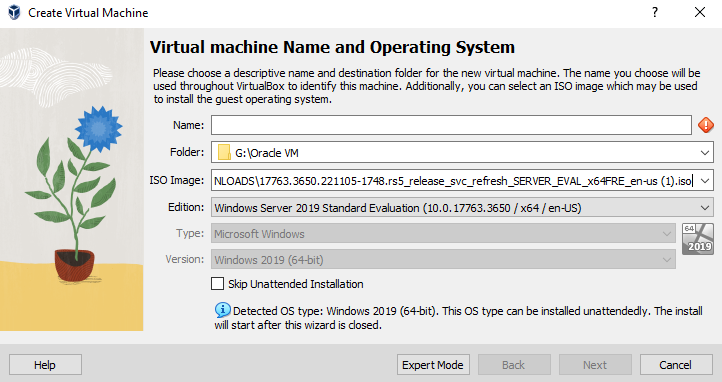 Create Virtual Machine
?
Virtual machine Name and Operating System
Please choose a descriptive name and destination folder for the new virtual machine. The name you choose will be
used throughout VirtualBox to identify this machine. Additionally, you can select an ISO image which may be used
to install the guest operating system.
Name:
Folder: G:\Oracle VM
ISO Image: NLOADS\17763.3650.221105-1748.rs5_release_svc_refresh_SERVER_EVAL_x64FRE_en-us (1).iso
Edition: Windows Server 2019 Standard Evaluation (10.0.17763.3650 / x64 / en-US)
Type: Microsoft Windows
64
2019
Version: Windows 2019 (64-bit)
Skip Unattended Installation
Detected OS type: Windows 2019 (64-bit). This OS type can be installed unattendedly. The install
will start after this wizard is closed.
Help Expert Mode Back Next Cancel